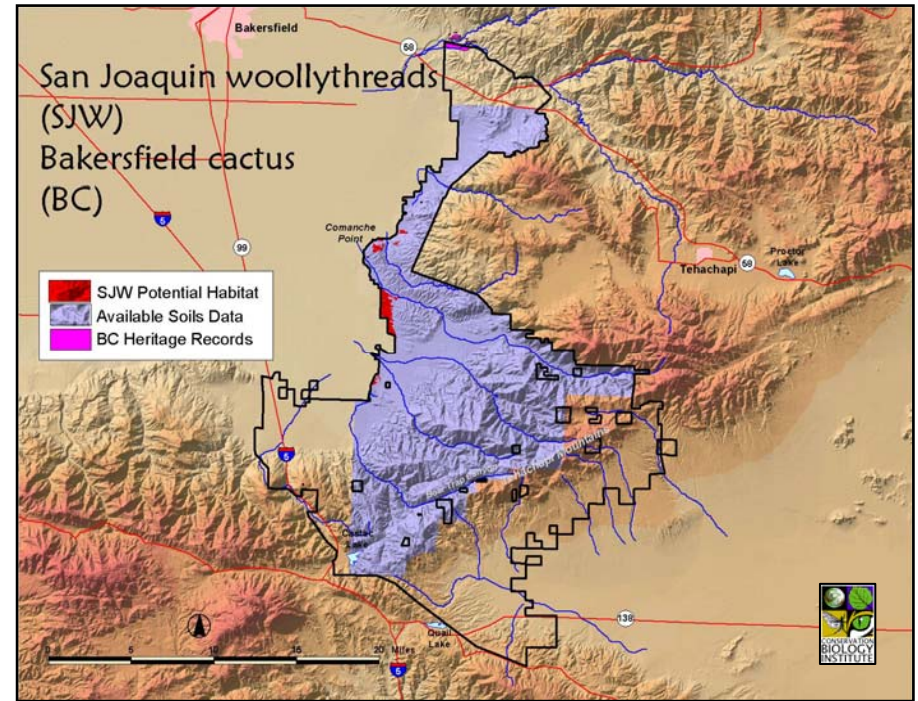 Bakersfield
58
San Joaquin woollythreads
(SJW)
Bakersfield cactus
(BC)
5
99
Comanche
Point
Tehachapi
58
Proctor
Lake
SJW Potential Habitat
Available Soils Data
BC Heritage Records
5
Mountains
Castac
Lake
138
Quail
Lake
0 5 10 15 20 Miles
5
CONSERVATION
BIOLOGY
INSTITUTE